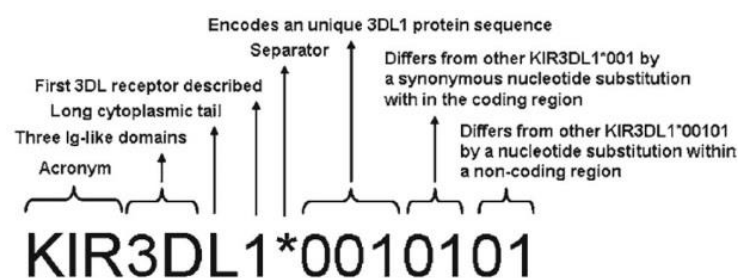 Encodes an unique 3DL1 protein sequence
Separator
First 3DL receptor described
Long cytoplasmic tail
Three Ig-like domains
Acronym
Differs from other KIR3DL1*001 by
a synonymous nucleotide substitution
with in the coding region
Differs from other KIR3DL1*00101
by a nucleotide substitution within
a non-coding region
KIR3DL1*0010101